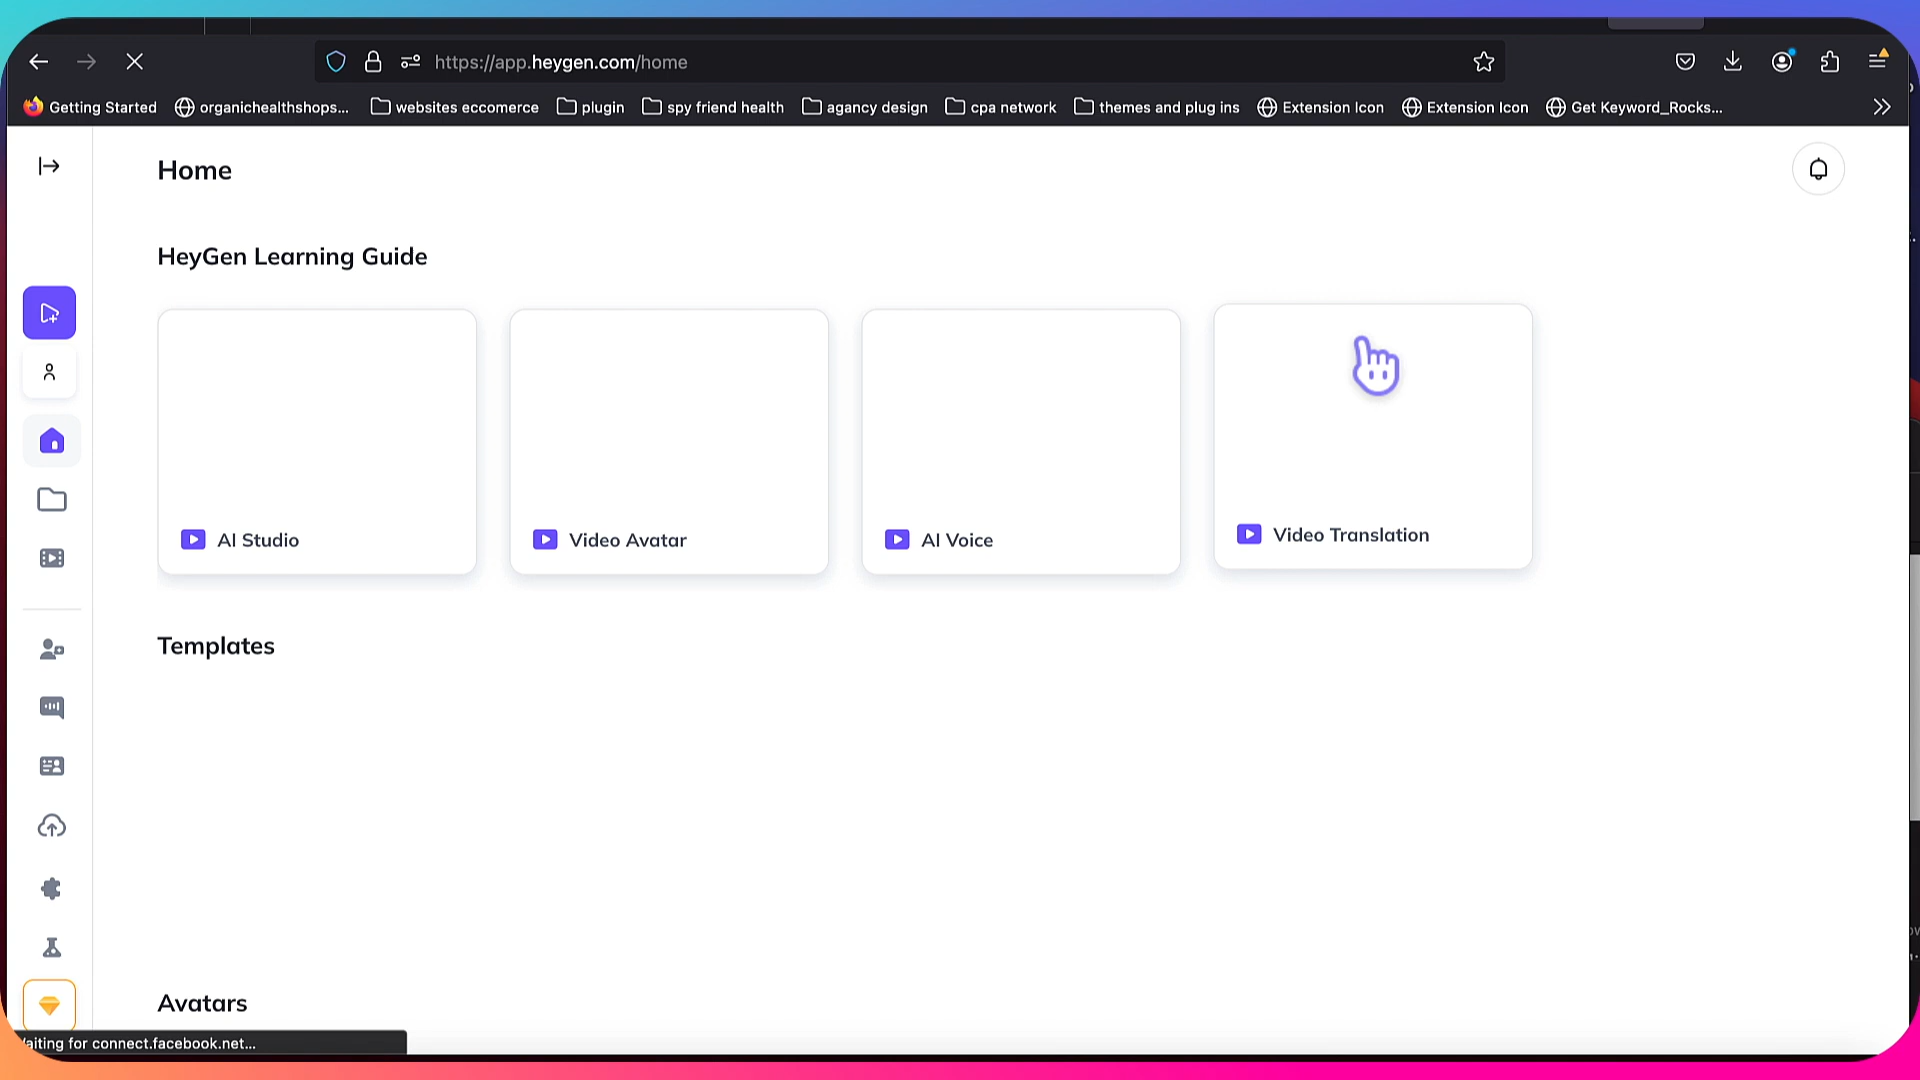 https://app.heygen.com/home
Getting Started organichealthshops... websites eccomerce plugin spy friend health agancy design cpa network themes and plug ins Extension Icon Extension Icon Get Keyword_Rocks...
Home
HeyGen Learning Guide
AI Studio Video Avatar AI Voice Video Translation
Templates
Avatars
aiting for connect.facebook.net...